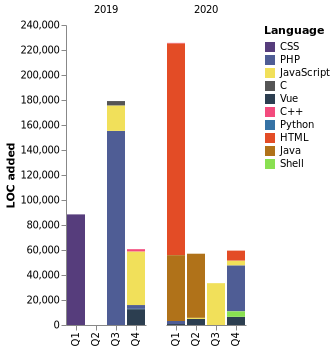 2019 2020
240,000
220,000
200,000
180,000
160,000
140,000
120,000
100,000
80,000
60,000
40,000
20,000
0
LOC added
Q1 Q2 Q3 Q4 Q1 Q2 Q3 Q4
Language
CSS
PHP
JavaScript
C
Vue
C++
Python
HTML
Java
Shell